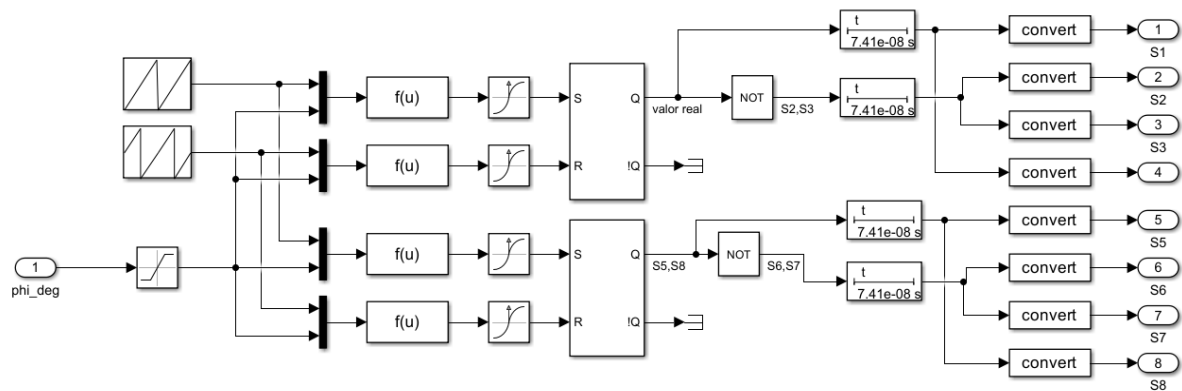 t
7.41e-08 s
convert
1
S1
f(u)
S
Q
valor real
NOT
S2,S3
t
7.41e-08 s
convert
2
S2
convert
3
S3
f(u)
R
!Q
convert
4
t
7.41e-08 s
convert
5
S5
1
phi_deg
f(u)
S
Q
S5,S8
NOT
S6,S7
t
7.41e-08 s
convert
6
S6
f(u)
R
!Q
convert
7
S7
convert
8
S8